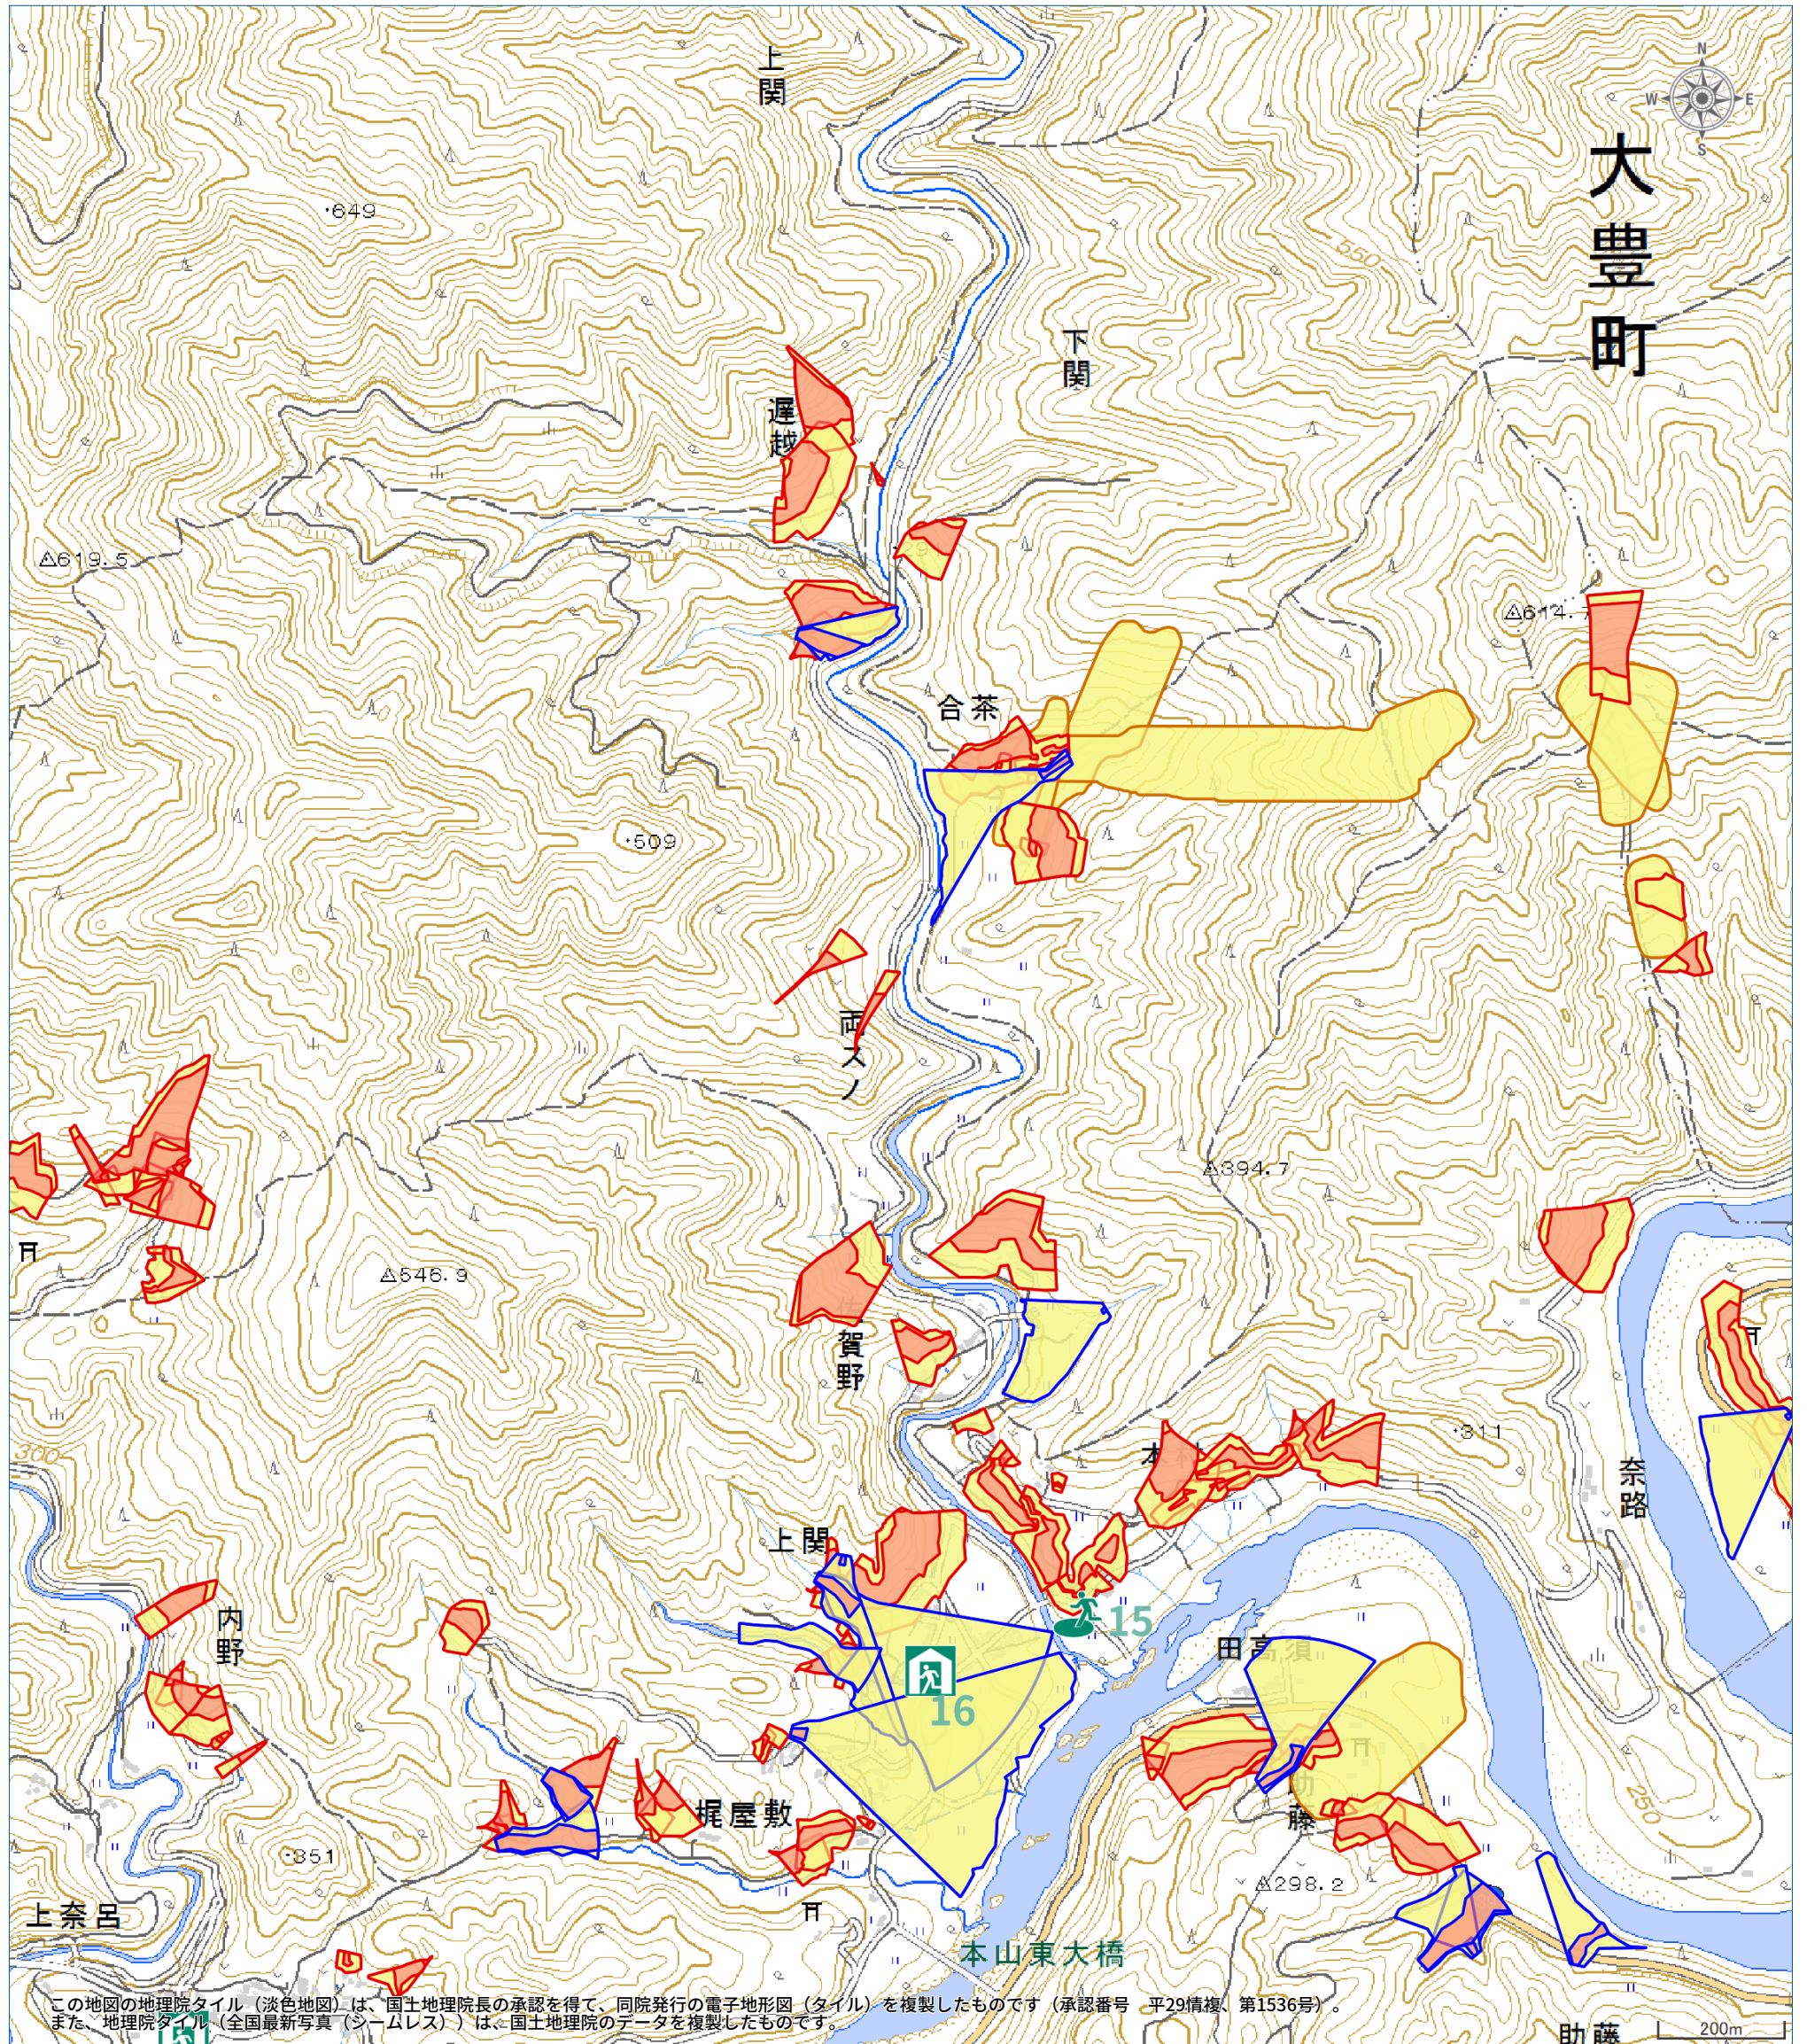 上関
N
W E
S
大豊町
649
550
下関
遅越
619.5
614.7
合茶
509
両スノ
394.7
546.9
賀野
311
300
本村
奈路
上関
15
内野
田高須
16
助藤
梶屋敷
351
250
298.2
上奈呂
本山東大橋
この地図の地理院タイル（淡色地図）は、国土地理院長の承認を得て、同院発行の電子地形図（タイル）を複製したものです（承認番号　平29情複、第1536号）。
また、地理院タイル（全国最新写真（シームレス））は、国土地理院のデータを複製したものです。
助藤
200m